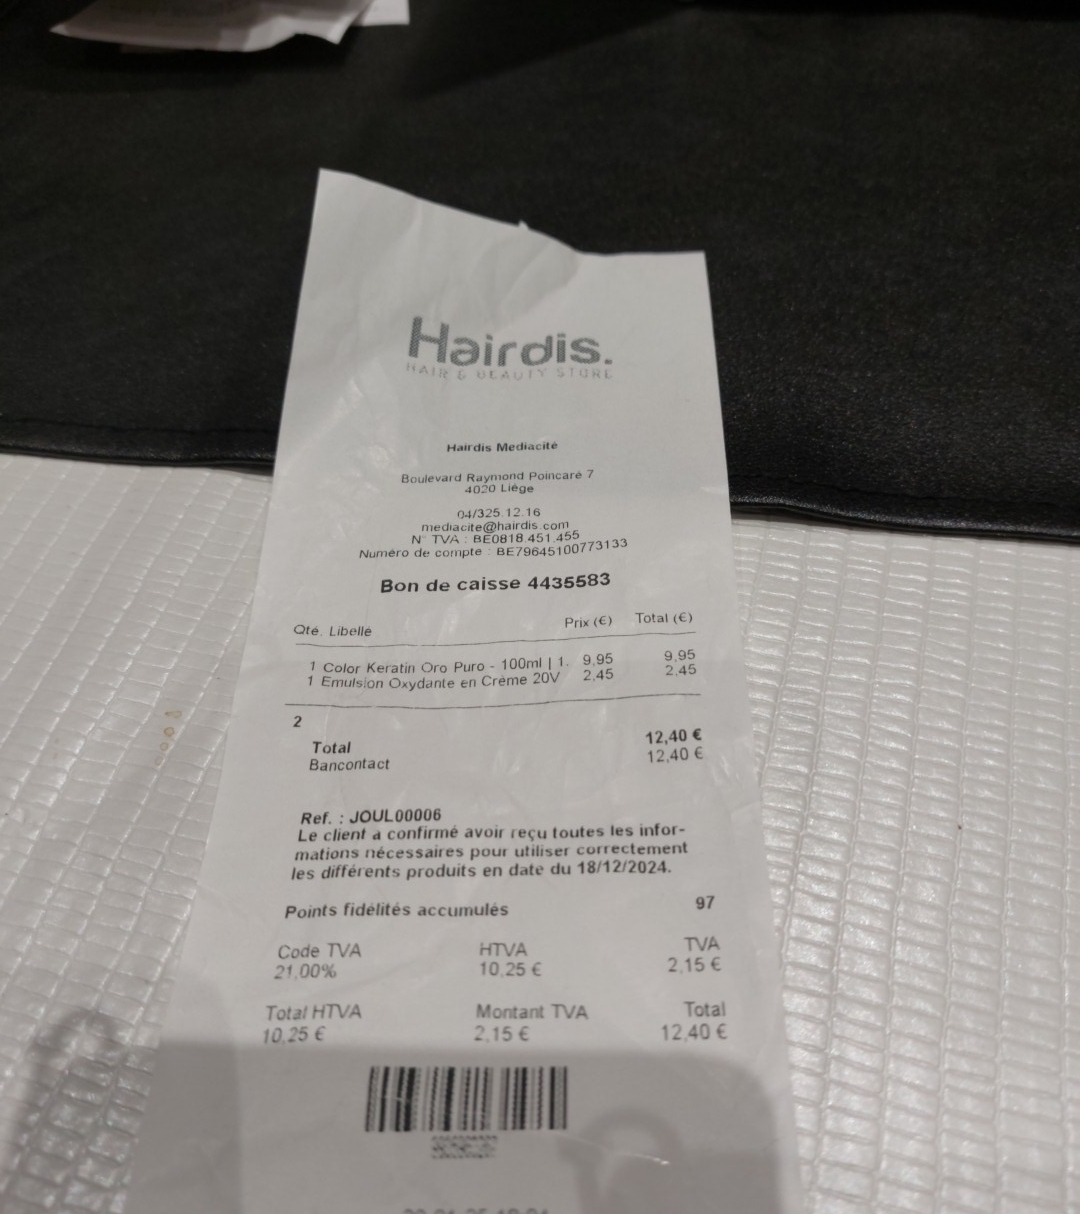 Hairdis.
HAIR & BEAUTY STORE
Hairdis Mediacité
Boulevard Raymond Poincaré 7
4020 Liége
04/325.12.16
mediacite@hairdis.com
N° TVA : BE0818.451.455
Numéro de compte : BE79645100773133
Bon de caisse 4435583
Qté. Libellé Prix (€) Total (€)
1 Color Keratin Oro Puro - 100ml | 1. 9,95 9,95
1 Emulsion Oxydante en Crème 20V 2,45 2,45
2
Total 12,40 €
Bancontact 12,40 €
Ref. : JOUL00006
Le client a confirmé avoir reçu toutes les infor-
mations nécessaires pour utiliser correctement
les différents produits en date du 18/12/2024.
Points fidélités accumulés 97
Code TVA HTVA TVA
21,00% 10,25 € 2,15 €
Total HTVA Montant TVA Total
10,25 € 2,15 € 12,40 €